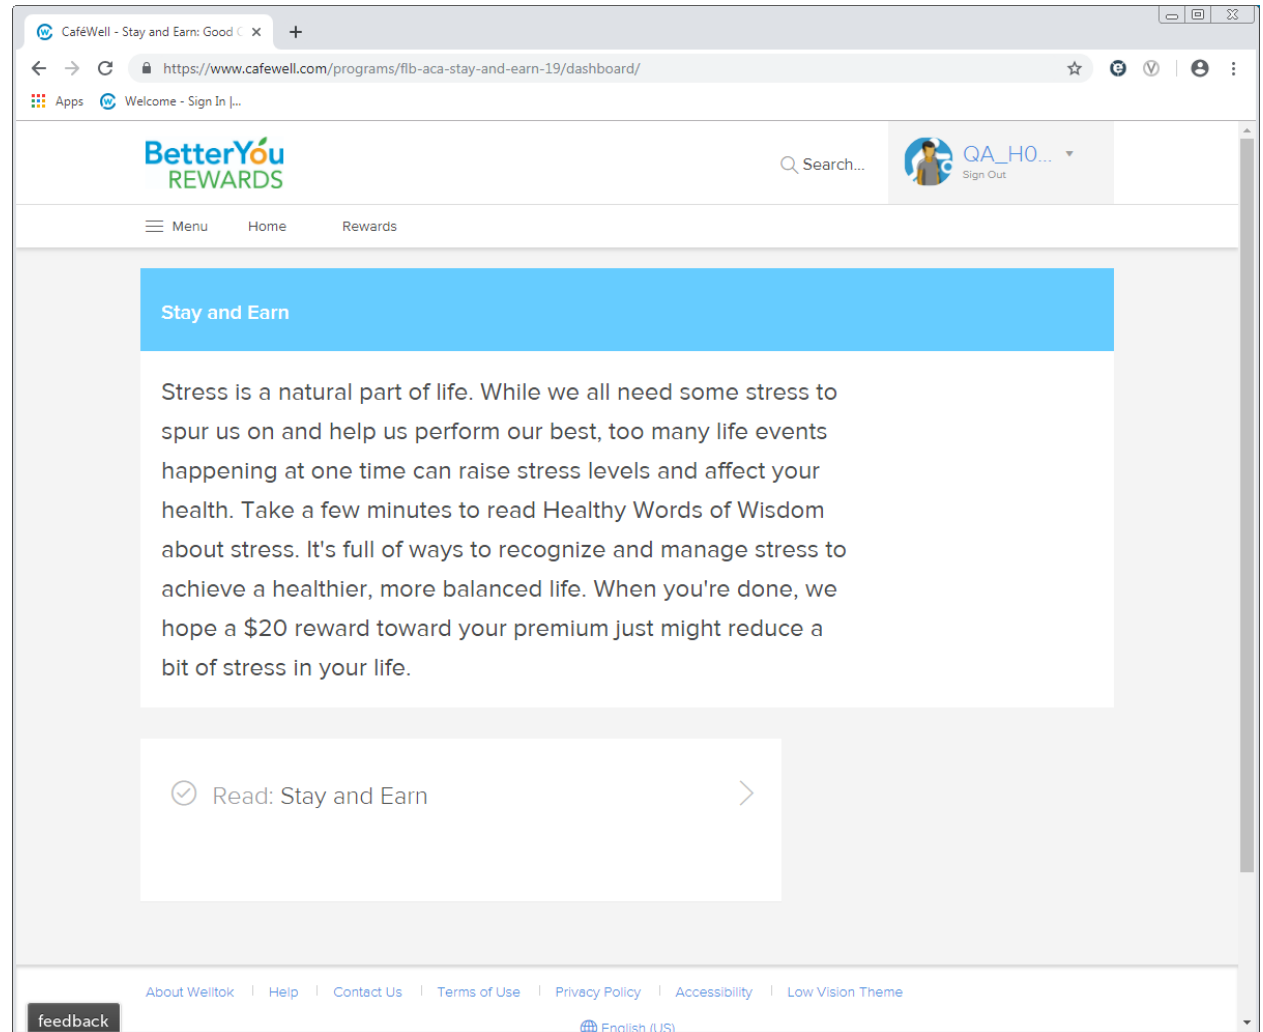 CaféWell - Stay and Earn: Good
https://www.cafewell.com/programs/flb-aca-stay-and-earn-19/dashboard/
Apps Welcome - Sign In |...
BetterYou
REWARDS
Search...
QA_H0...
Sign Out
Menu Home Rewards
Stay and Earn
Stress is a natural part of life. While we all need some stress to
spur us on and help us perform our best, too many life events
happening at one time can raise stress levels and affect your
health. Take a few minutes to read Healthy Words of Wisdom
about stress. It's full of ways to recognize and manage stress to
achieve a healthier, more balanced life. When you're done, we
hope a $20 reward toward your premium just might reduce a
bit of stress in your life.
Read: Stay and Earn
About Welltok | Help | Contact Us | Terms of Use | Privacy Policy | Accessibility | Low Vision Theme
feedback
English (US)